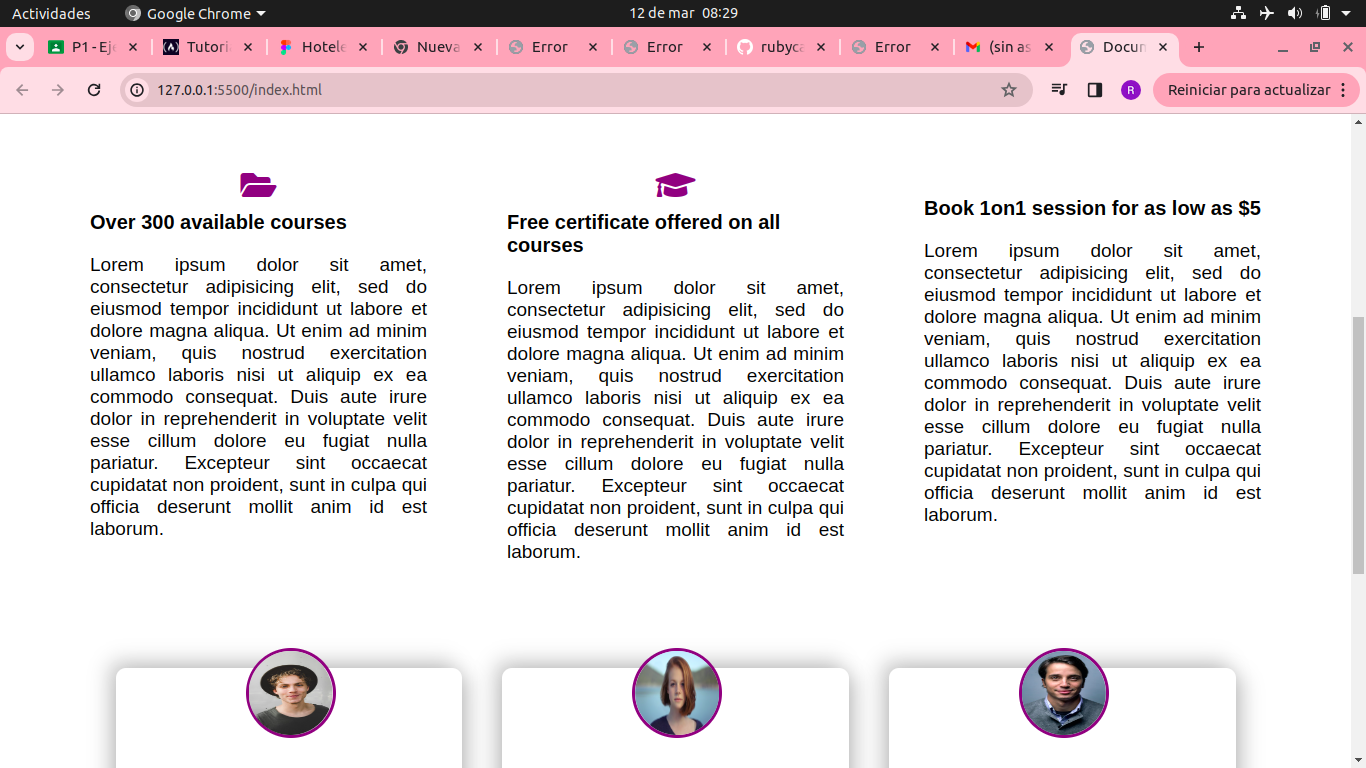 Actividades
Google Chrome
12 de mar 08:29
P1 - Eje
Tutoria
Hotele
Nueva
Error
Error
rubyca
Error
(sin as
Docum
127.0.0.1:5500/index.html
R
Reiniciar para actualizar
Over 300 available courses
Lorem ipsum dolor sit amet,
consectetur adipisicing elit, sed do
eiusmod tempor incididunt ut labore et
dolore magna aliqua. Ut enim ad minim
veniam, quis nostrud exercitation
ullamco laboris nisi ut aliquip ex ea
commodo consequat. Duis aute irure
dolor in reprehenderit in voluptate velit
esse cillum dolore eu fugiat nulla
pariatur. Excepteur sint occaecat
cupidatat non proident, sunt in culpa qui
officia deserunt mollit anim id est
laborum.
Free certificate offered on all
courses
Lorem ipsum dolor sit amet,
consectetur adipisicing elit, sed do
eiusmod tempor incididunt ut labore et
dolore magna aliqua. Ut enim ad minim
veniam, quis nostrud exercitation
ullamco laboris nisi ut aliquip ex ea
commodo consequat. Duis aute irure
dolor in reprehenderit in voluptate velit
esse cillum dolore eu fugiat nulla
pariatur. Excepteur sint occaecat
cupidatat non proident, sunt in culpa qui
officia deserunt mollit anim id est
laborum.
Book 1on1 session for as low as $5
Lorem ipsum dolor sit amet,
consectetur adipisicing elit, sed do
eiusmod tempor incididunt ut labore et
dolore magna aliqua. Ut enim ad minim
veniam, quis nostrud exercitation
ullamco laboris nisi ut aliquip ex ea
commodo consequat. Duis aute irure
dolor in reprehenderit in voluptate velit
esse cillum dolore eu fugiat nulla
pariatur. Excepteur sint occaecat
cupidatat non proident, sunt in culpa qui
officia deserunt mollit anim id est
laborum.